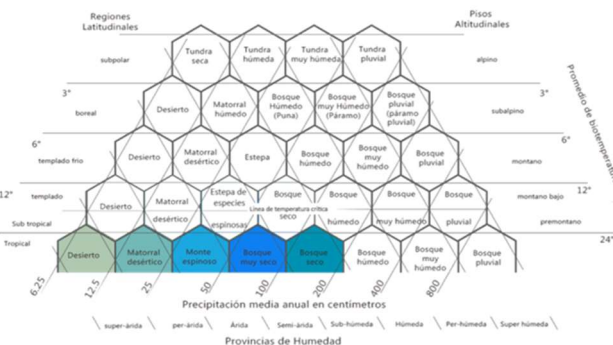 Regiones
Latitudinales
Pisos
Altitudinales
subpolar
Tundra
seca
Tundra
húmeda
Tundra
muy húmeda
Tundra
pluvial
alpino
3°
3°
boreal
Desierto
Matorral
húmedo
Bosque
Húmedo
(Puna)
Bosque
muy Húmedo
(Páramo)
Bosque
pluvial
(páramo
pluvial)
subalpino
6°
6°
templado frio
Desierto
Matorral
desértico
Estepa
Bosque
húmedo
Bosque
muy
húmedo
Bosque
pluvial
montano
12°
12°
templado
Sub tropical
Desierto
Matorral
desértico
Estepa de
especies
espinosas
Bosque
seco
Bosque
húmedo
Bosque
muy húmedo
Bosque
pluvial
Línea de temperatura crítica
montano bajo
premontano
24°
Tropical
Desierto
Matorral
desértico
Monte
espinoso
Bosque
muy seco
Bosque
seco
Bosque
húmedo
Bosque
muy
húmedo
Bosque
pluvial
6.25
12.5
25
50
100
200
400
800
Promedio de
Precipitación media anual en centímetros
super-árida
per-árida
Árida
Semi-árida
Sub-húmeda
Húmeda
Per-húmeda
Super húmeda
Provincias de Humedad